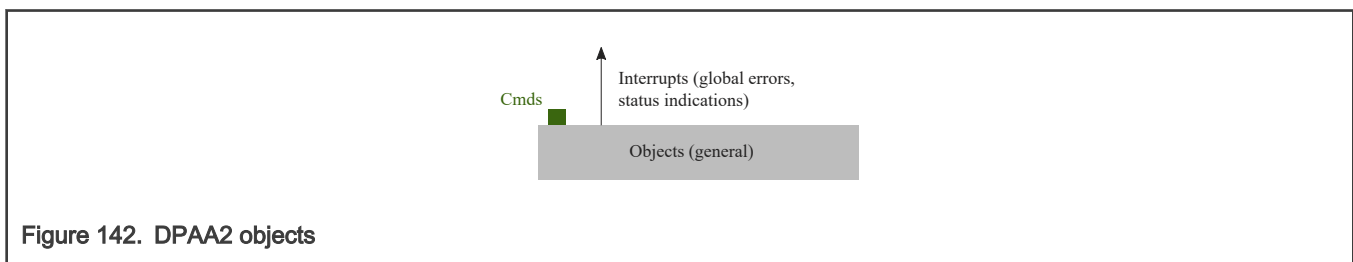 Interrupts (global errors,
Cmds
status indications)
Objects (general)
Figure 142. DPAA2 objects